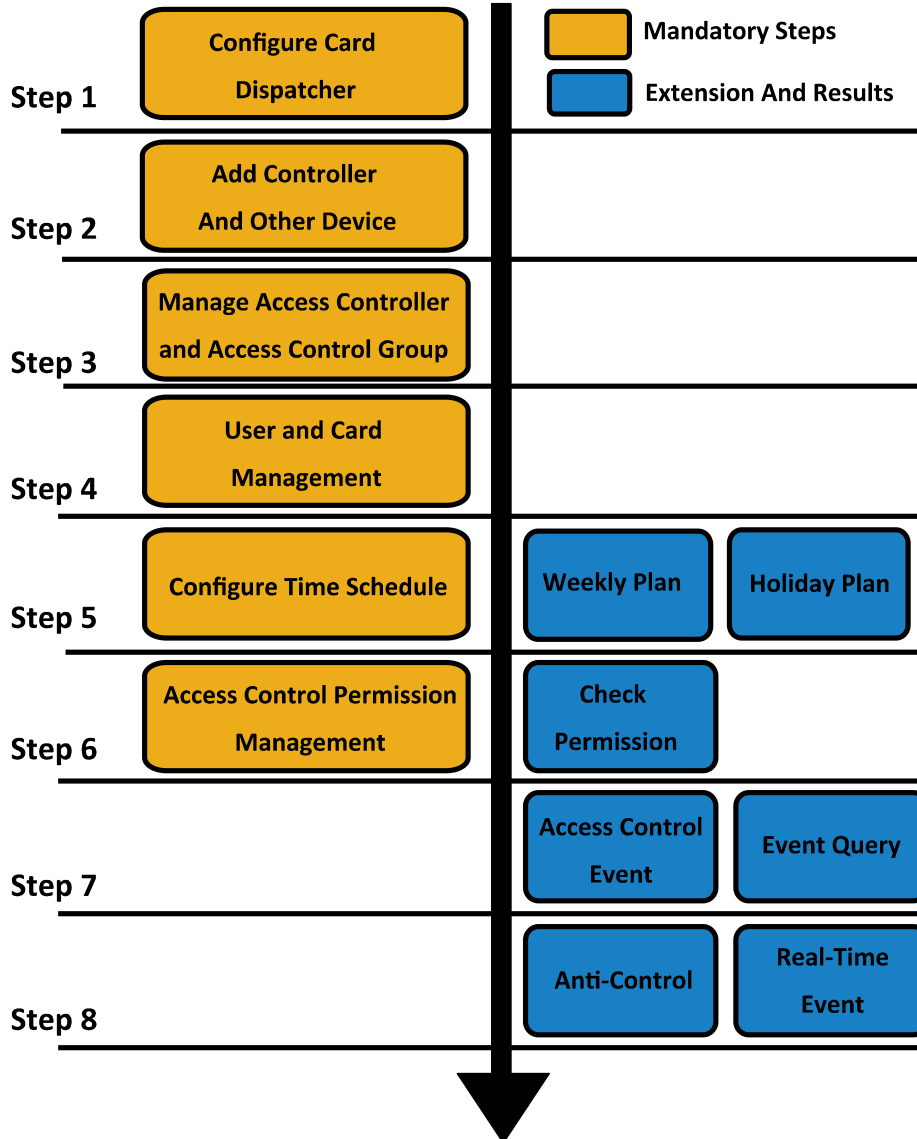 Configure Card
Dispatcher
Step 1
Mandatory Steps
Extension And Results
Add Controller
And Other Device
Step 2
Manage Access Controller
and Access Control Group
Step 3
User and Card
Management
Step 4
Configure Time Schedule
Step 5
Weekly Plan
Holiday Plan
Access Control Permission
Management
Step 6
Check
Permission
Step 7
Access Control
Event
Event Query
Step 8
Anti-Control
Real-Time
Event